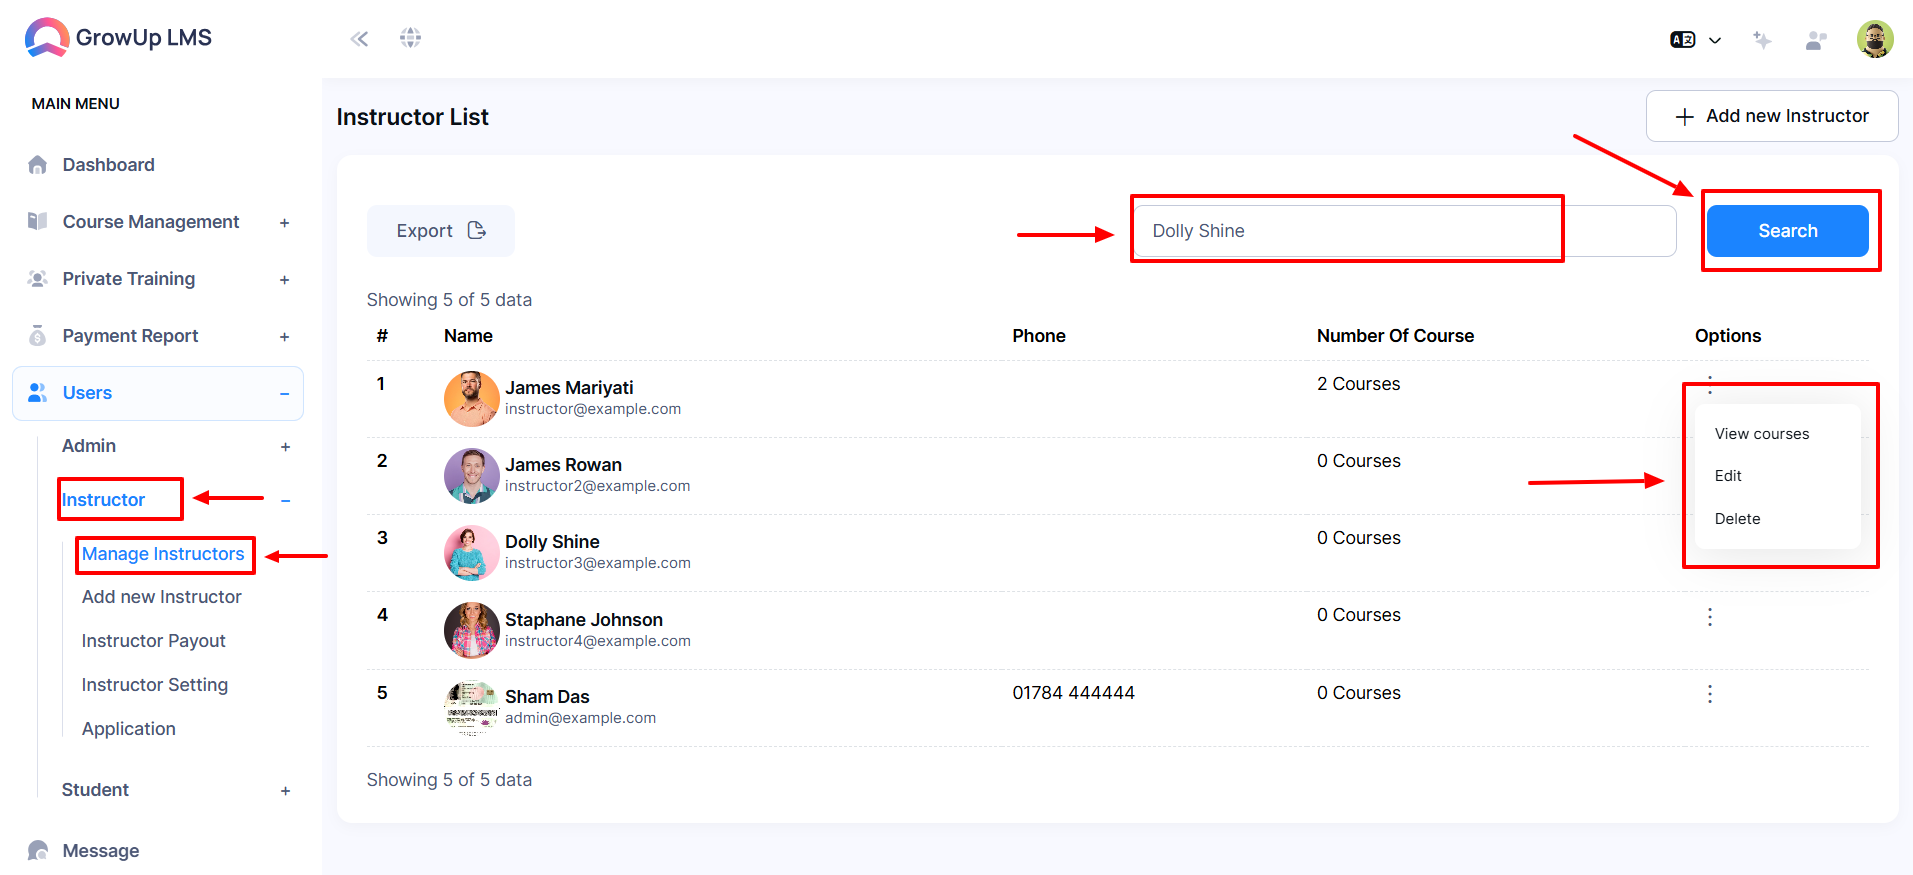 GrowUp LMS
MAIN MENU
Dashboard
Course Management +
Private Training +
Payment Report +
Users −
Admin +
Instructor −
Manage Instructors
Add new Instructor
Instructor Payout
Instructor Setting
Application
Student +
Message
Instructor List
+ Add new Instructor
Export
Dolly Shine
Search
Showing 5 of 5 data
# Name Phone Number Of Course Options
1 James Mariyati 2 Courses
instructor@example.com
2 James Rowan 0 Courses
instructor2@example.com
3 Dolly Shine 0 Courses
instructor3@example.com
4 Staphane Johnson 0 Courses
instructor4@example.com
5 Sham Das 01784 444444 0 Courses
admin@example.com
View courses
Edit
Delete
Showing 5 of 5 data